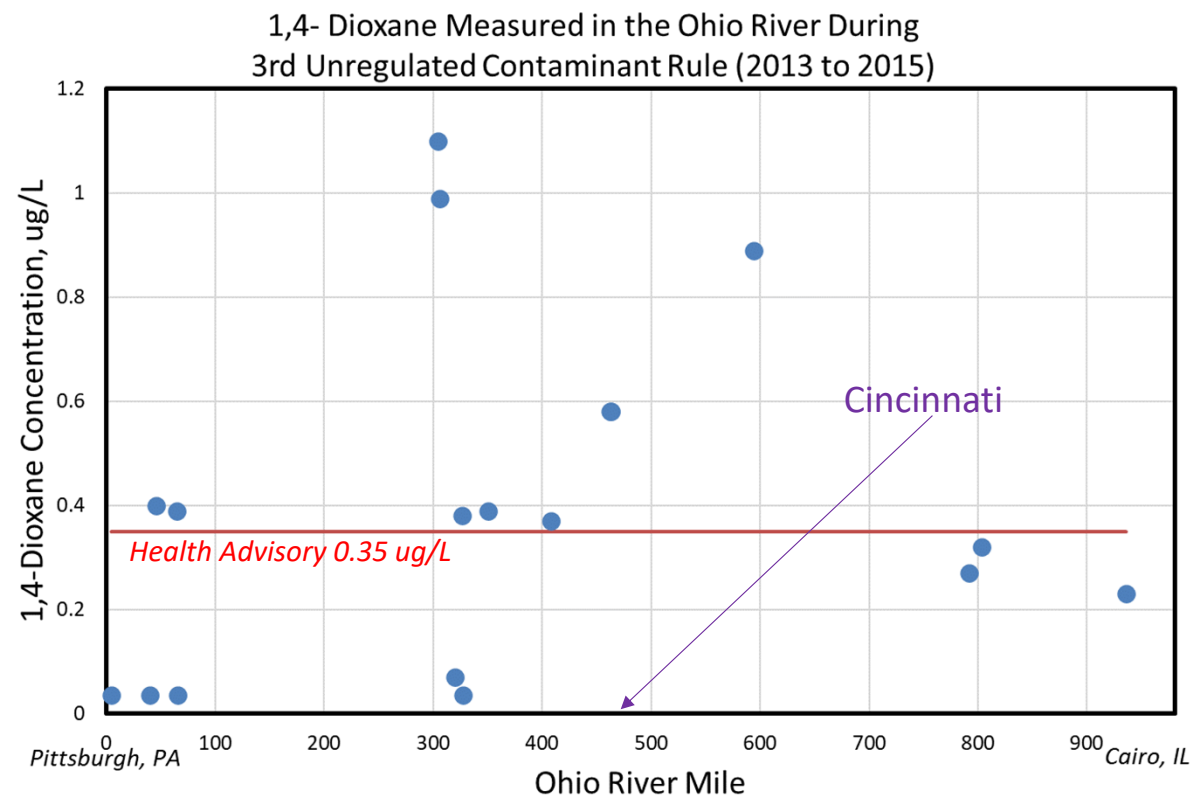 1,4- Dioxane Measured in the Ohio River During
3rd Unregulated Contaminant Rule (2013 to 2015)
1,4-Dioxane Concentration, ug/L
1.2
1
0.8
0.6
0.4
0.2
0
Cincinnati
Health Advisory 0.35 ug/L
0 100 200 300 400 500 600 700 800 900
Pittsburgh, PA
Cairo, IL
Ohio River Mile